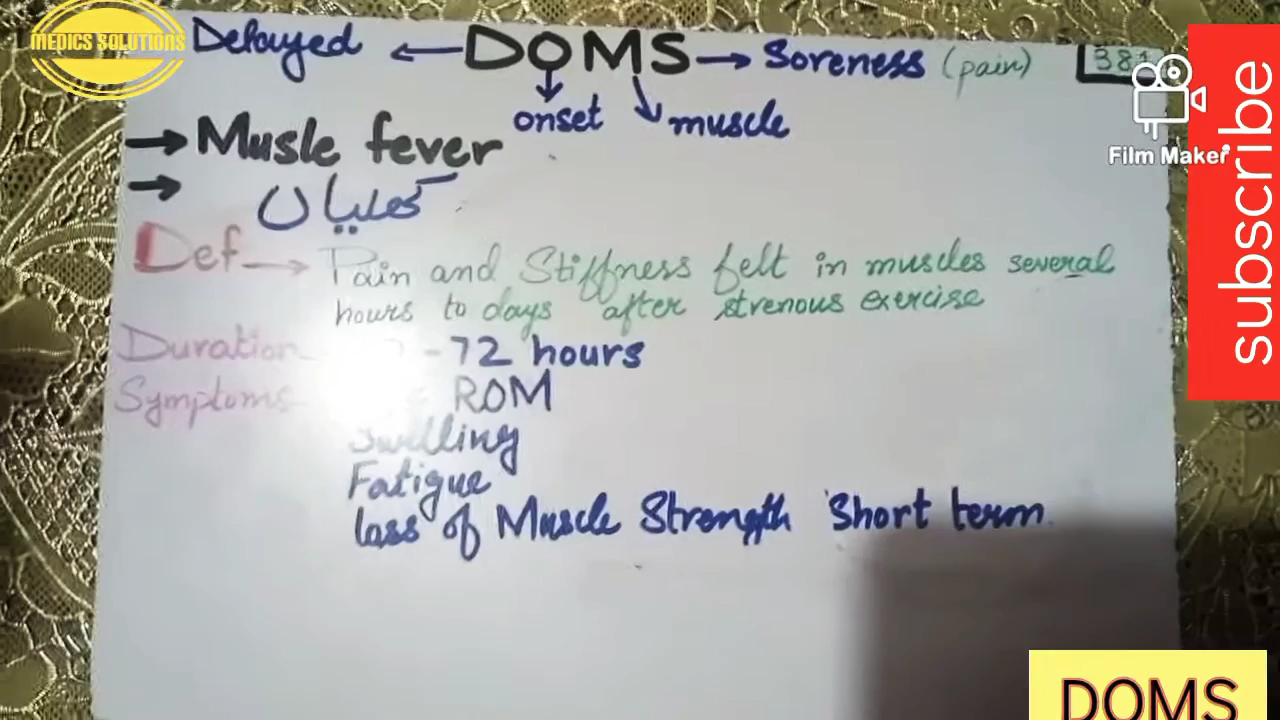 MEDICS SOLUTIONS
Delayed ← DOMS → Soreness (pain)
onset
muscle
→ Musle fever
→ کھلیاں
Def → Pain and Stiffness felt in muscles several
hours to days after strenous exercise
Duration - 72 hours
Symptoms ROM
Swelling
Fatigue
loss of Muscle Strength Short term
Film Maker
subscribe
DOMS